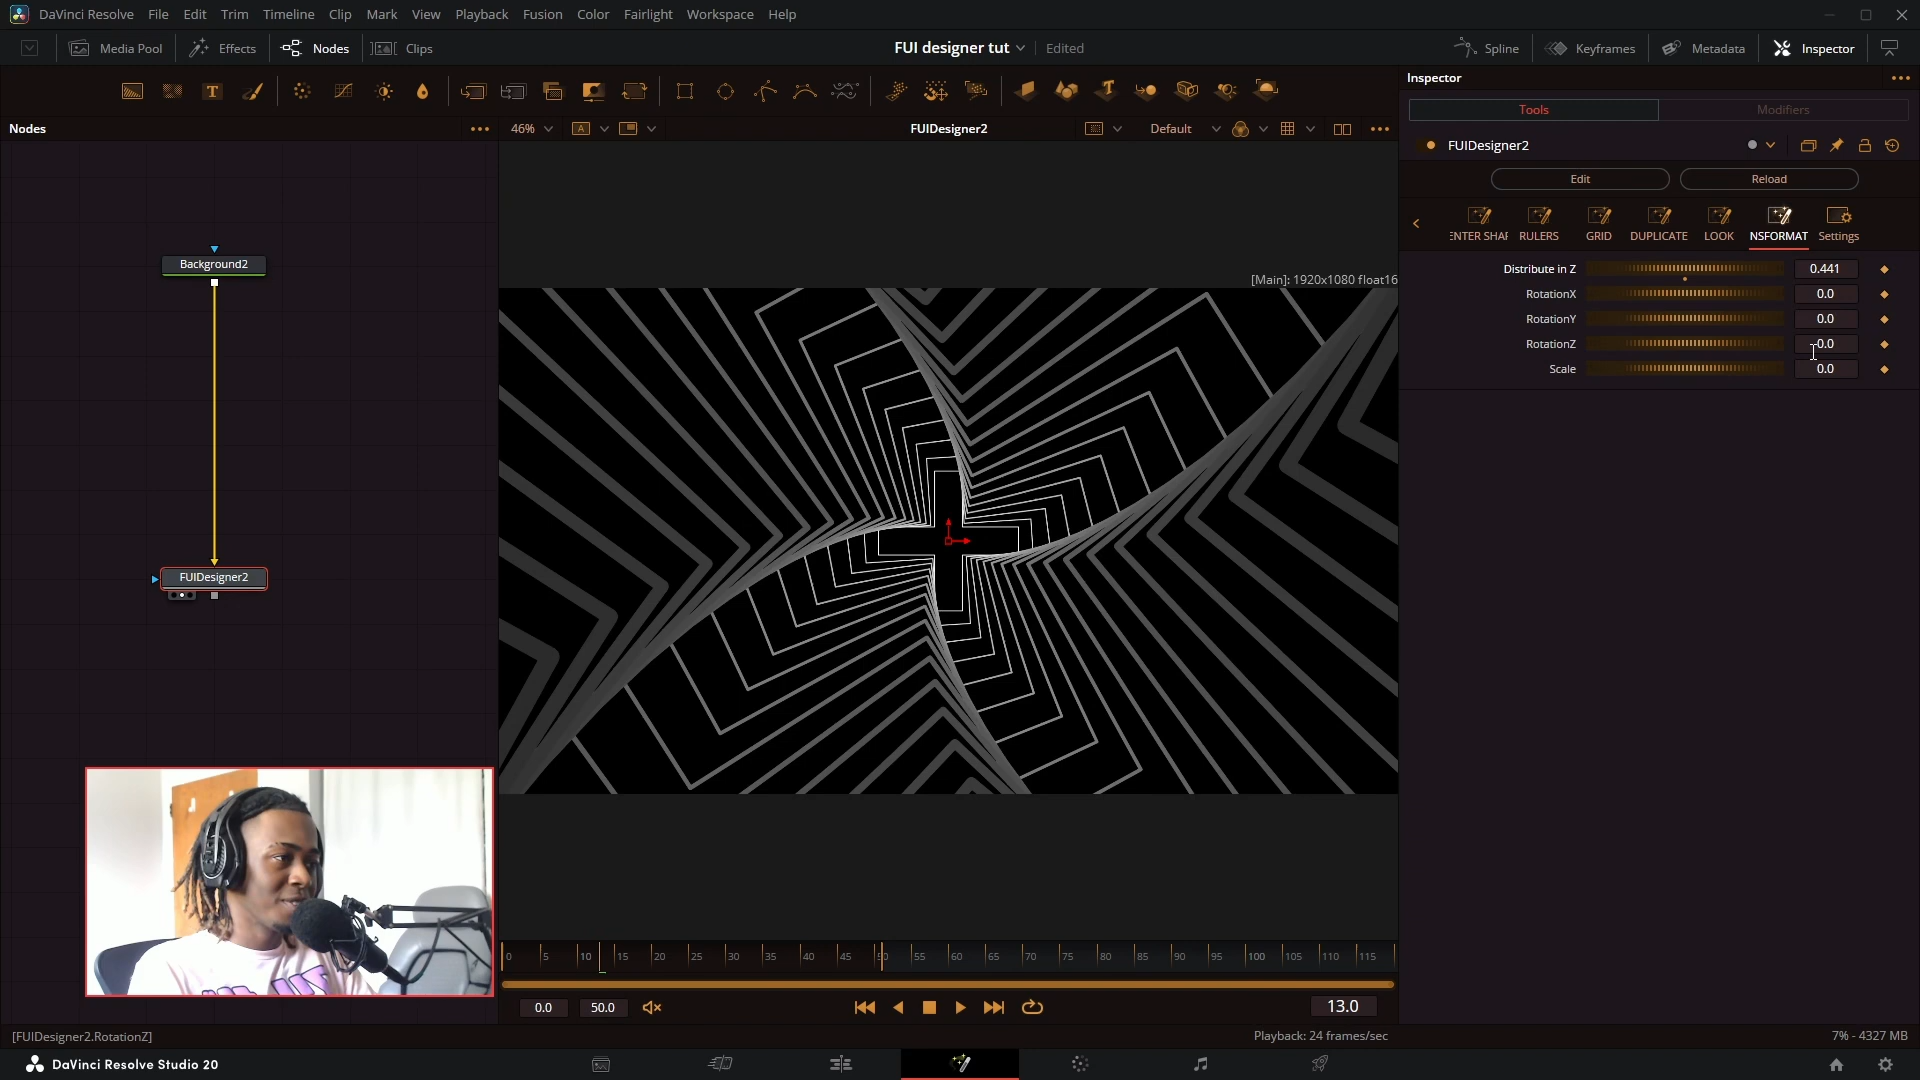 DaVinci Resolve File Edit Trim Timeline Clip Mark View Playback Fusion Color Fairlight Workspace Help
Media Pool Effects Nodes Clips FUI designer tut Edited Spline Keyframes Metadata Inspector
Inspector
Tools Modifiers
Nodes 46% A FUIDesigner2 Default
FUIDesigner2
Edit Reload
ENTER SHAP RULERS GRID DUPLICATE LOOK NSFORMAT Settings
Background2
Distribute in Z 0.441
[Main]: 1920x1080 float16
RotationX 0.0
RotationY 0.0
RotationZ 0.0
Scale 0.0
FUIDesigner2
0 5 10 15 20 25 30 35 40 45 50 55 60 65 70 75 80 85 90 95 100 105 110 115
0.0 50.0 13.0
[FUIDesigner2.RotationZ] Playback: 24 frames/sec 7% - 4327 MB
DaVinci Resolve Studio 20